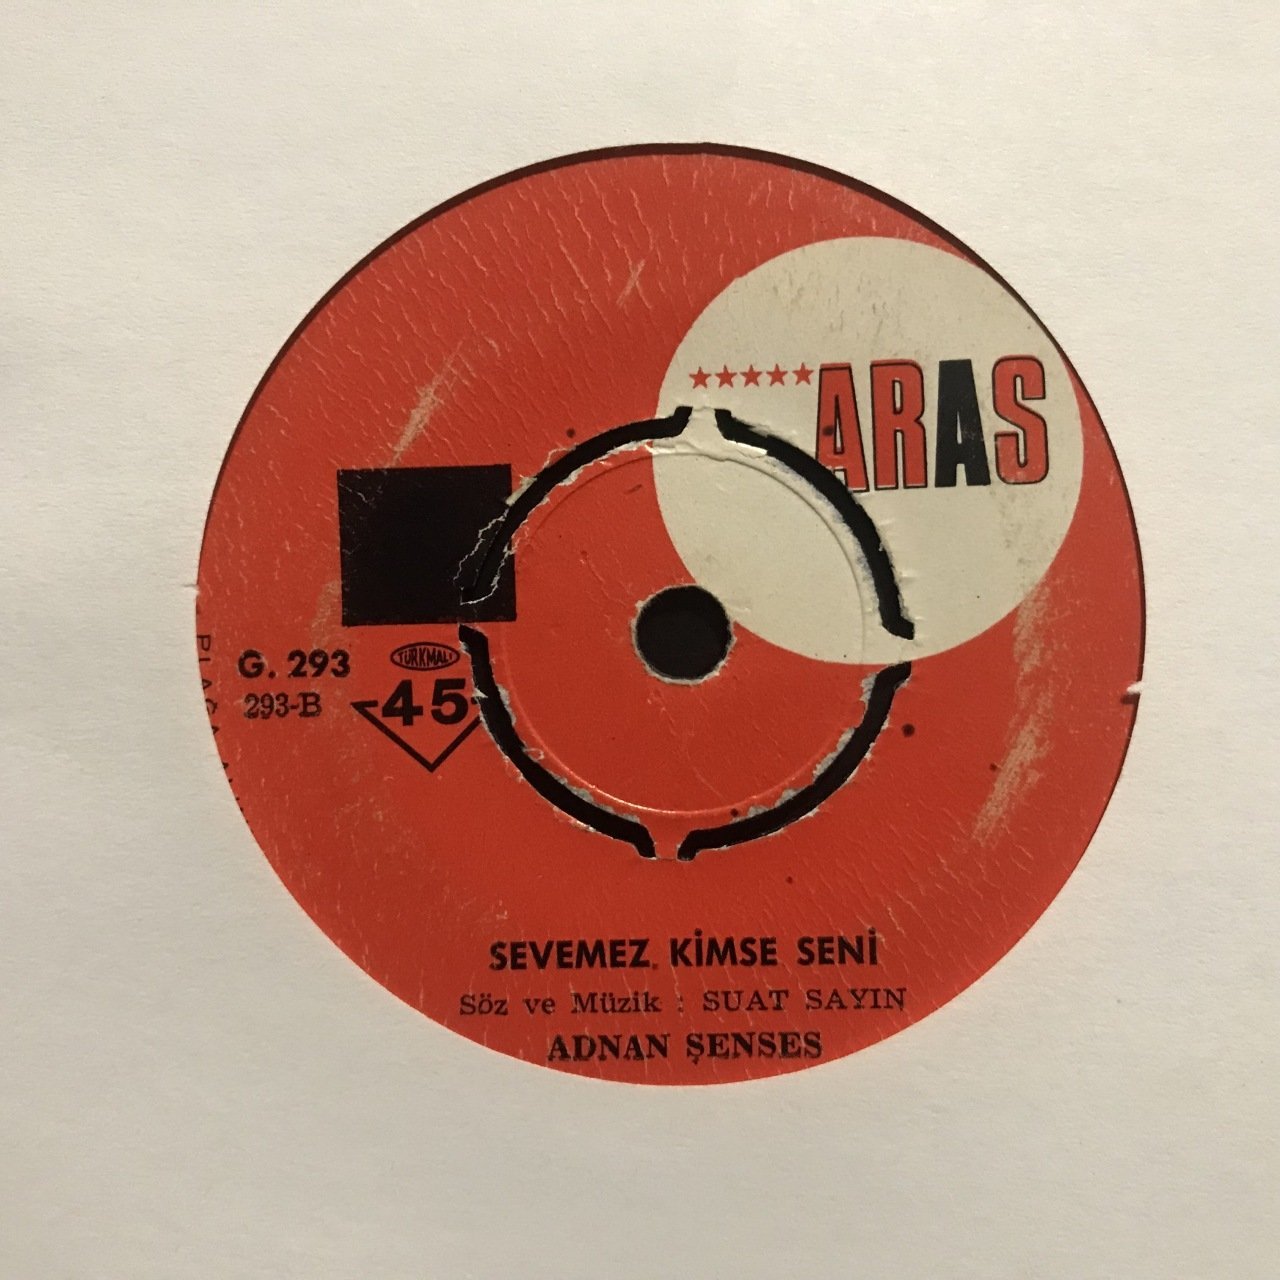 ★★★★★ ARAS
TÜRKMALI
G. 293
45
293-B
SEVEMEZ KİMSE SENİ
Söz ve Müzik : SUAT SAYIN
ADNAN ŞENSES